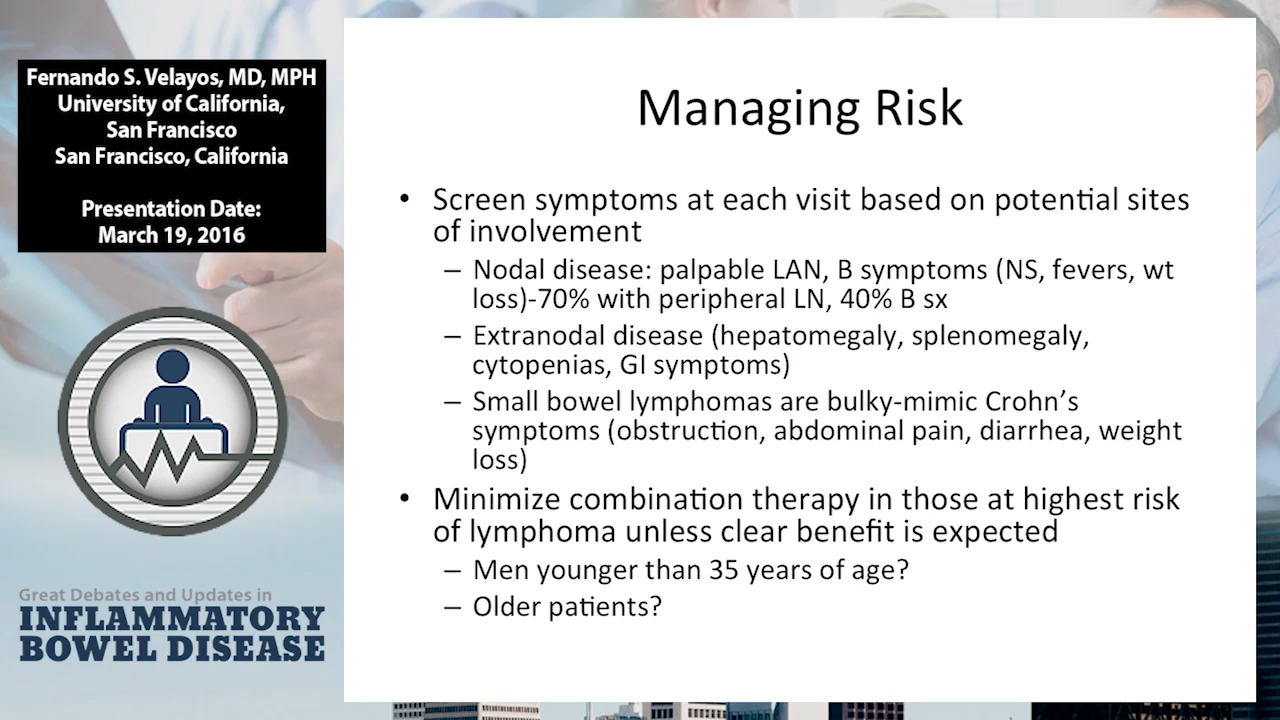 Fernando S. Velayos, MD, MPH
University of California,
San Francisco
San Francisco, California
Presentation Date:
March 19, 2016
Great Debates and Updates in
INFLAMMATORY
BOWEL DISEASE
Managing Risk
• Screen symptoms at each visit based on potential sites
of involvement
– Nodal disease: palpable LAN, B symptoms (NS, fevers, wt
loss)-70% with peripheral LN, 40% B sx
– Extranodal disease (hepatomegaly, splenomegaly,
cytopenias, GI symptoms)
– Small bowel lymphomas are bulky-mimic Crohn’s
symptoms (obstruction, abdominal pain, diarrhea, weight
loss)
• Minimize combination therapy in those at highest risk
of lymphoma unless clear benefit is expected
– Men younger than 35 years of age?
– Older patients?